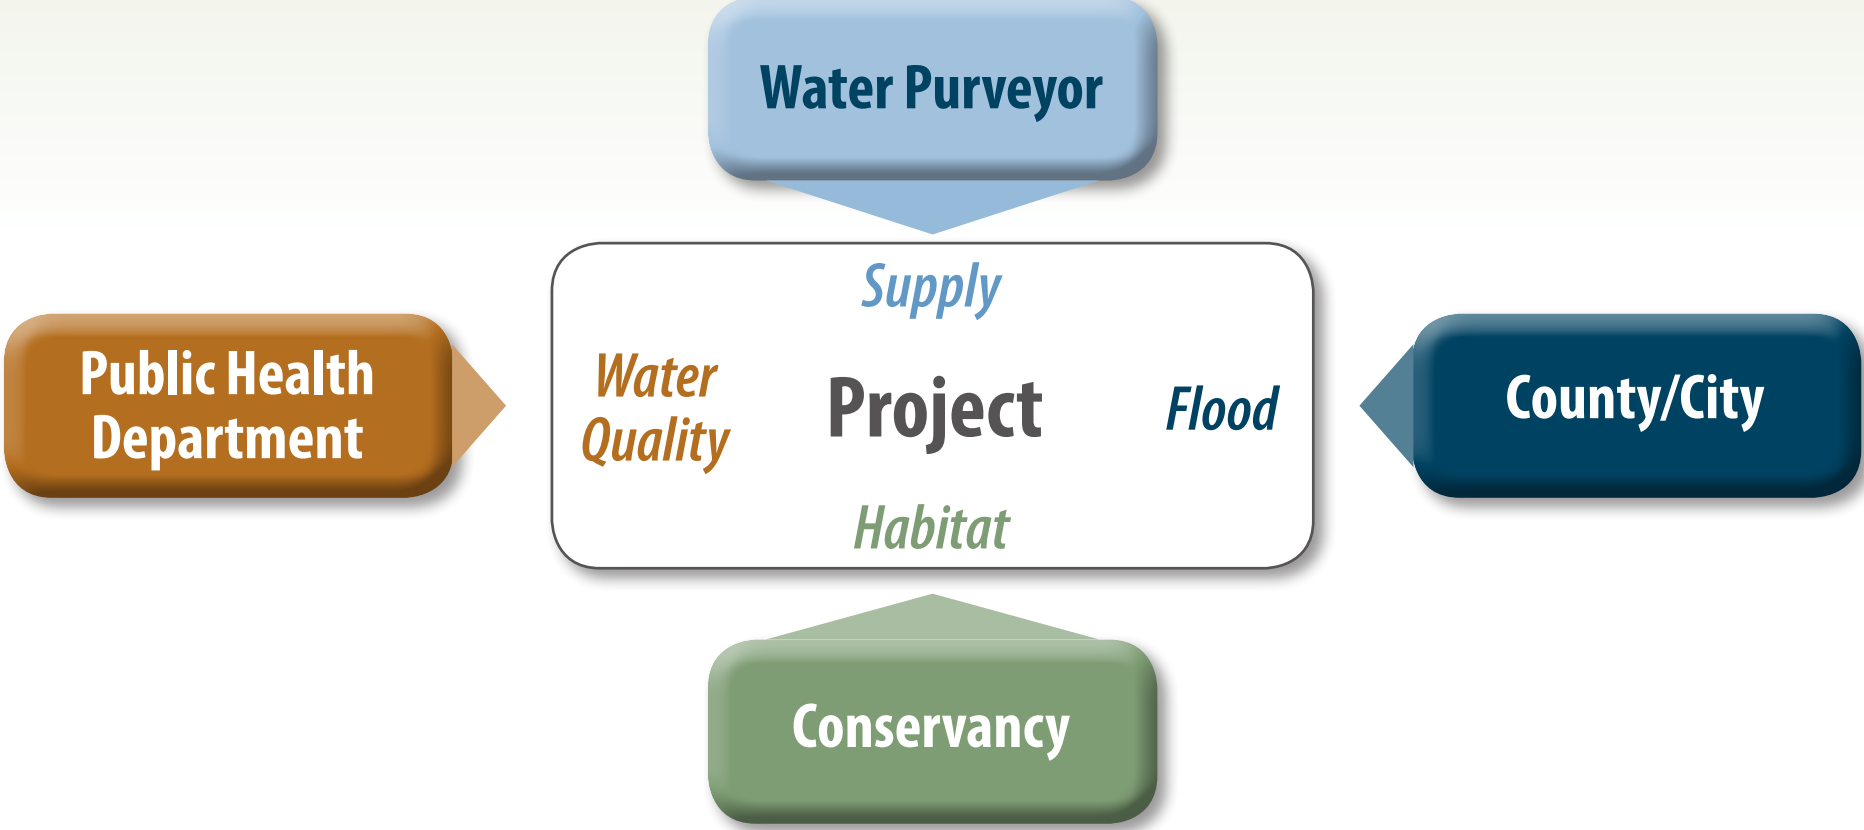 Water Purveyor
Supply
Public Health
Department
Water
Quality
Project
Flood
County/City
Habitat
Conservancy